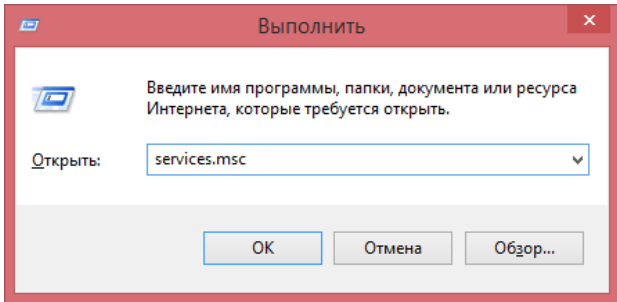 Выполнить
Введите имя программы, папки, документа или ресурса
Интернета, которые требуется открыть.
Открыть: services.msc
ОК Отмена Обзор...